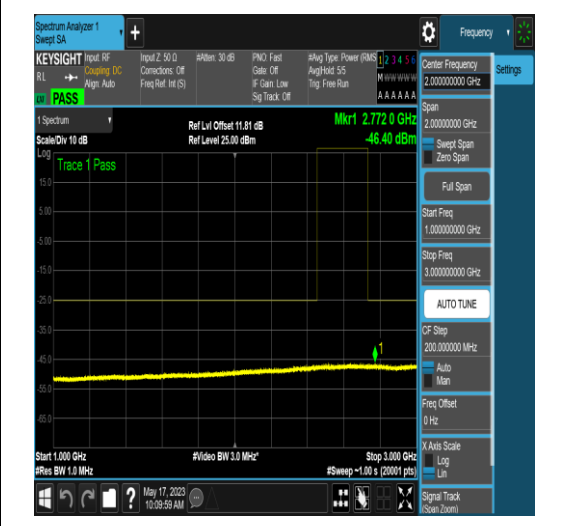 Spectrum Analyzer 1
Swept SA
+
Frequency
KEYSIGHT
RL
Input: RF
Coupling: DC
Align: Auto
Input Z: 50 Ω
Corrections: Off
Freq Ref: Int (S)
#Atten: 30 dB
PNO: Fast
Gate: Off
IF Gain: Low
Sig Track: Off
#Avg Type: Power (RMS
Avg|Hold: 5/5
Trig: Free Run
1 2 3 4 5 6
M W W W W W
A A A A A A
LXI
PASS
1 Spectrum
Scale/Div 10 dB
Ref Lvl Offset 11.81 dB
Ref Level 25.00 dBm
Mkr1 2.772 0 GHz
-46.40 dBm
Log
Trace 1 Pass
15.0
5.00
-5.00
-15.0
-25.0
-35.0
-45.0
-55.0
-65.0
1
Start 1.000 GHz
#Res BW 1.0 MHz
#Video BW 3.0 MHz*
Stop 3.000 GHz
#Sweep ~1.00 s (20001 pts)
May 17, 2023
10:09:59 AM
Center Frequency
2.000000000 GHz
Settings
Span
2.00000000 GHz
Swept Span
Zero Span
Full Span
Start Freq
1.000000000 GHz
Stop Freq
3.000000000 GHz
AUTO TUNE
CF Step
200.000000 MHz
Auto
Man
Freq Offset
0 Hz
X Axis Scale
Log
Lin
Signal Track
(Span Zoom)